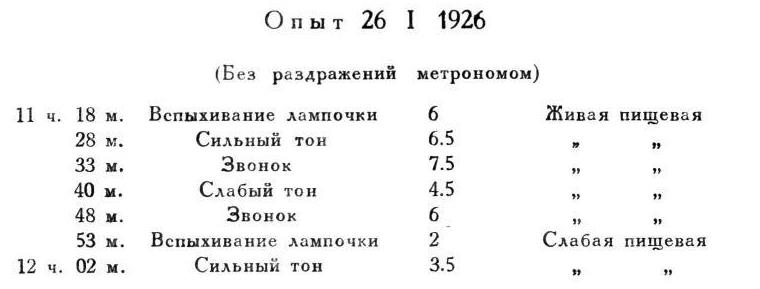 Опыт 26 I 1926
(Без раздражений метрономом)
11 ч. 18 м. Вспыхивание лампочки 6 Живая пищевая
28 м. Сильный тон 6.5 „ „
33 м. Звонок 7.5 „ „
40 м. Слабый тон 4.5 „ „
48 м. Звонок 6 „ „
53 м. Вспыхивание лампочки 2 Слабая пищевая
12 ч. 02 м. Сильный тон 3.5 „ „